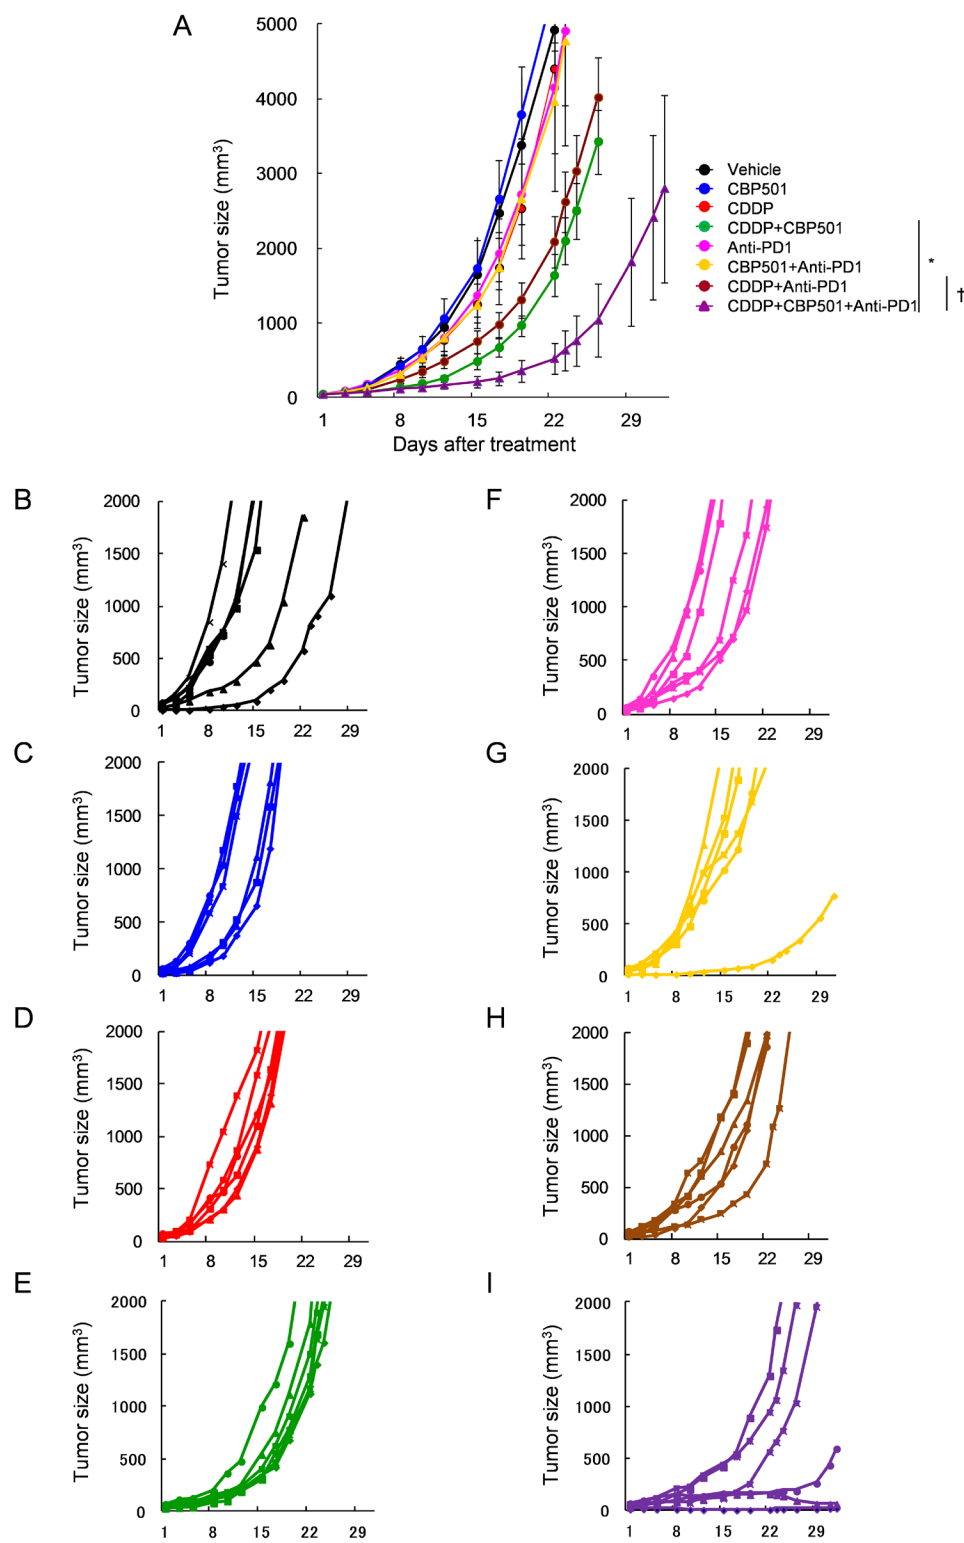 A
5000
4000
3000
2000
1000
0
Tumor size (mm³)
1 8 15 22 29
Days after treatment
Vehicle
CBP501
CDDP
CDDP+CBP501
Anti-PD1
CBP501+Anti-PD1
CDDP+Anti-PD1
CDDP+CBP501+Anti-PD1
*
†
B
2000
1500
1000
500
0
Tumor size (mm³)
1 8 15 22 29
F
2000
1500
1000
500
0
Tumor size (mm³)
1 8 15 22 29
C
2000
1500
1000
500
0
Tumor size (mm³)
1 8 15 22 29
G
2000
1500
1000
500
0
Tumor size (mm³)
1 8 15 22 29
D
2000
1500
1000
500
0
Tumor size (mm³)
1 8 15 22 29
H
2000
1500
1000
500
0
Tumor size (mm³)
1 8 15 22 29
E
2000
1500
1000
500
0
Tumor size (mm³)
1 8 15 22 29
I
2000
1500
1000
500
0
Tumor size (mm³)
1 8 15 22 29